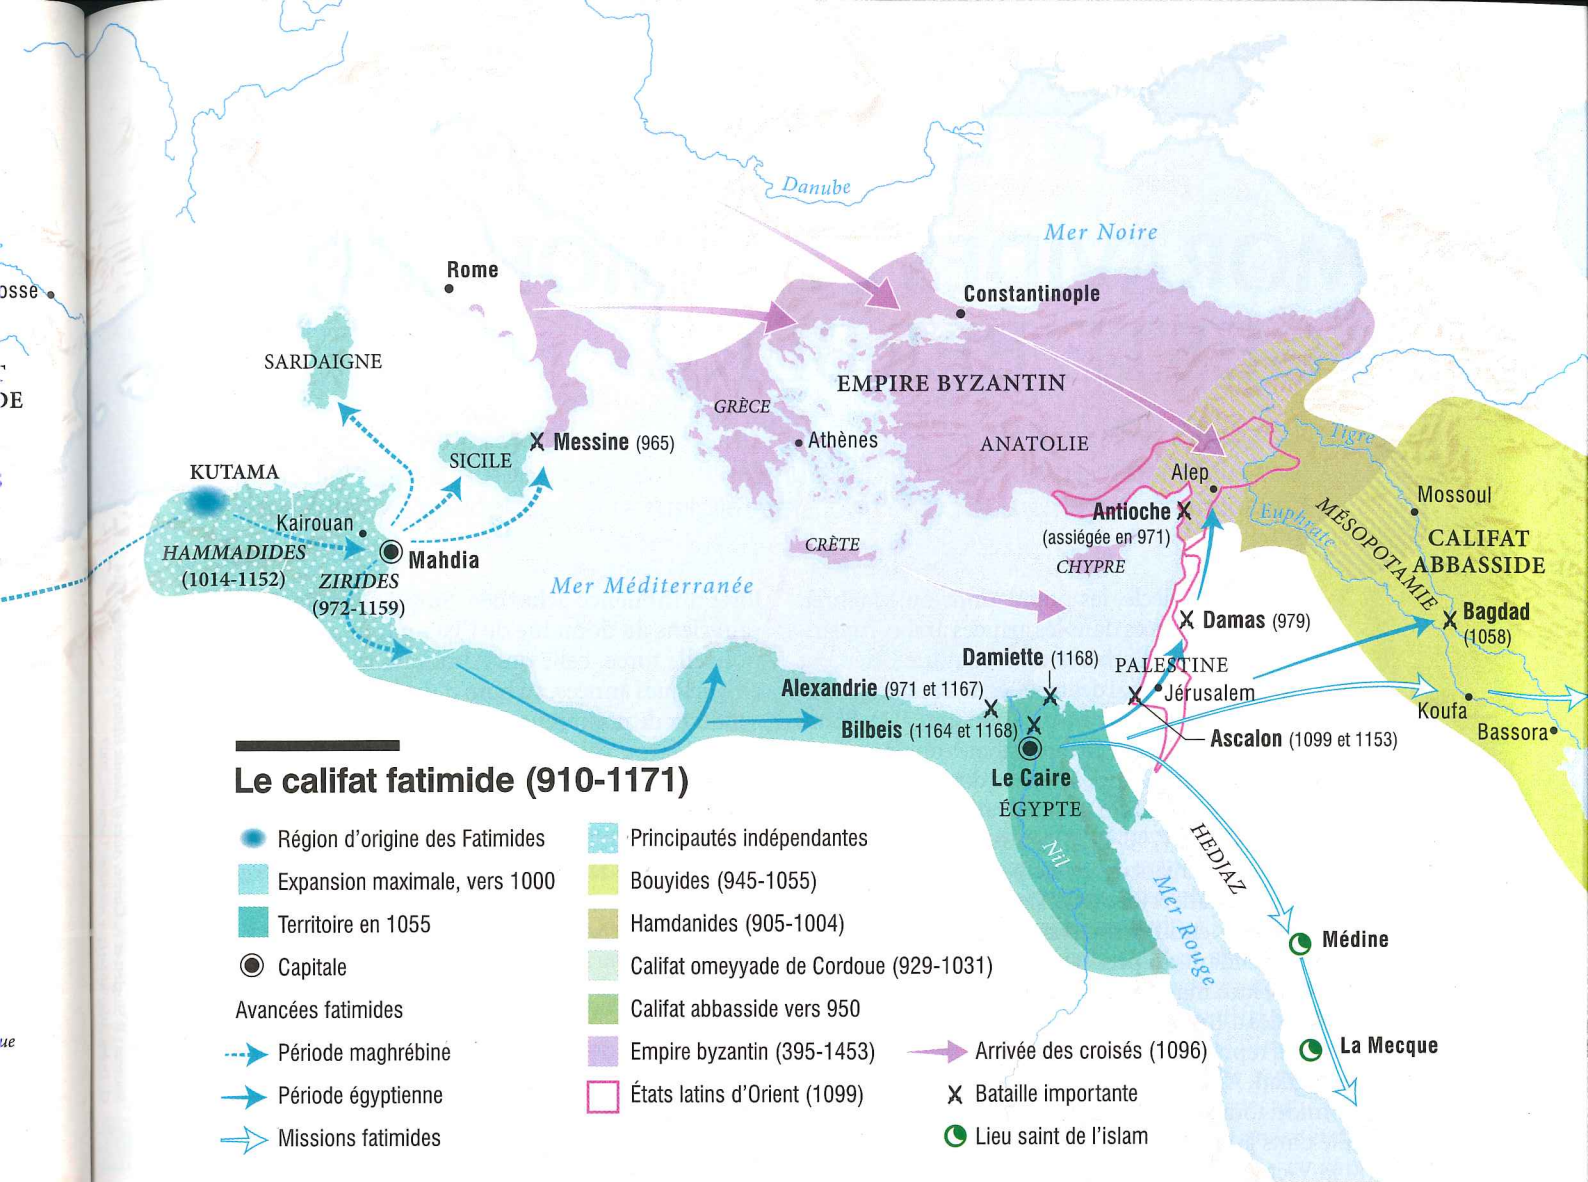 Danube
Mer Noire
Rome
Constantinople
SARDAIGNE
EMPIRE BYZANTIN
GRÈCE
Athènes
ANATOLIE
Messine (965)
SICILE
KUTAMA
Tigre
Alep
Mossoul
Kairouan
Antioche
(assiégée en 971)
Euphrate
MÉSOPOTAMIE
CALIFAT
ABBASSIDE
HAMMADIDES
(1014-1152)
Mahdia
CRÈTE
CHYPRE
ZIRIDES
(972-1159)
Mer Méditerranée
Bagdad
(1058)
Damas (979)
Damiette (1168)
PALESTINE
Alexandrie (971 et 1167)
Jérusalem
Koufa
Bilbeis (1164 et 1168)
Ascalon (1099 et 1153)
Bassora
Le Caire
ÉGYPTE
Nil
HEDJAZ
Mer Rouge
Médine
La Mecque
Le califat fatimide (910-1171)
Région d'origine des Fatimides
Expansion maximale, vers 1000
Territoire en 1055
Capitale
Avancées fatimides
Période maghrébine
Période égyptienne
Missions fatimides
Principautés indépendantes
Bouyides (945-1055)
Hamdanides (905-1004)
Califat omeyyade de Cordoue (929-1031)
Califat abbasside vers 950
Empire byzantin (395-1453)
États latins d'Orient (1099)
Arrivée des croisés (1096)
Bataille importante
Lieu saint de l'islam